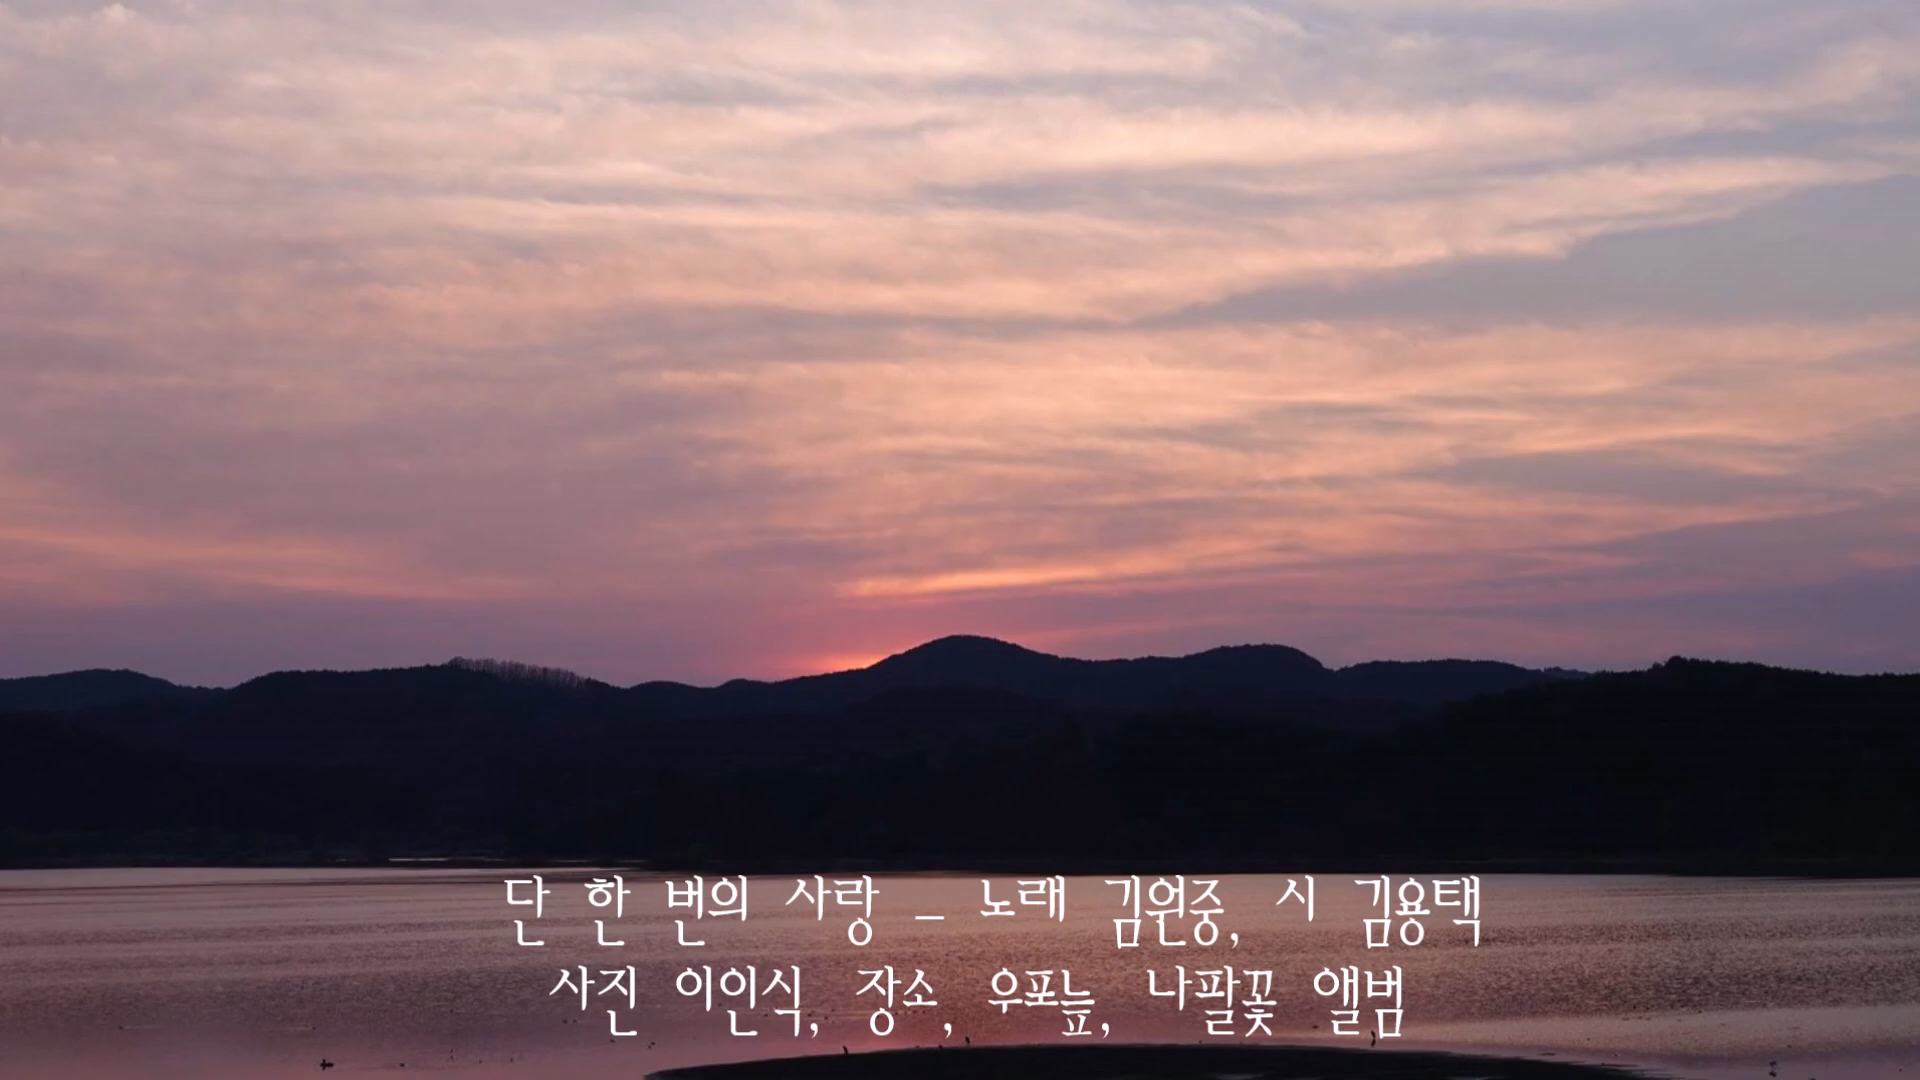 단 한 번의 사랑 - 노래 김원중, 시 김용택
사진 이인식, 장소, 우포늪, 나팔꽃 앨범